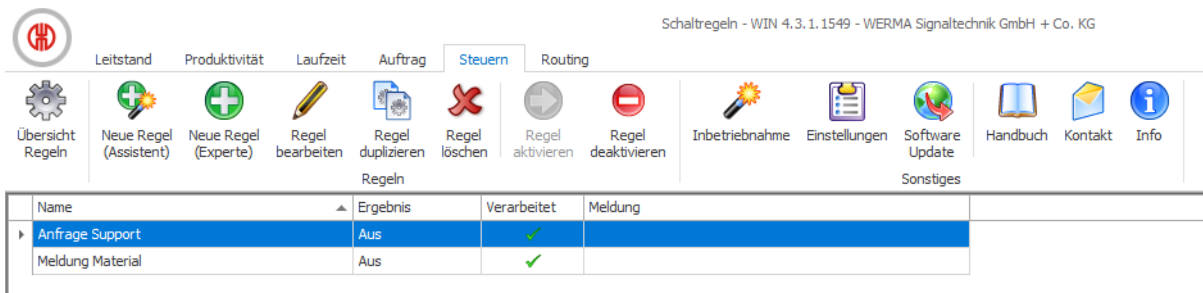 Schaltregeln - WIN 4.3.1.1549 - WERMA Signaltechnik GmbH + Co. KG
Leitstand Produktivität Laufzeit Auftrag Steuern Routing
Übersicht Neue Regel Neue Regel Regel Regel Regel Regel Regel Inbetriebnahme Einstellungen Software Handbuch Kontakt Info
Regeln (Assistent) (Experte) bearbeiten duplizieren löschen aktivieren deaktivieren Update
Regeln Sonstiges
Name Ergebnis Verarbeitet Meldung
Anfrage Support Aus
Meldung Material Aus